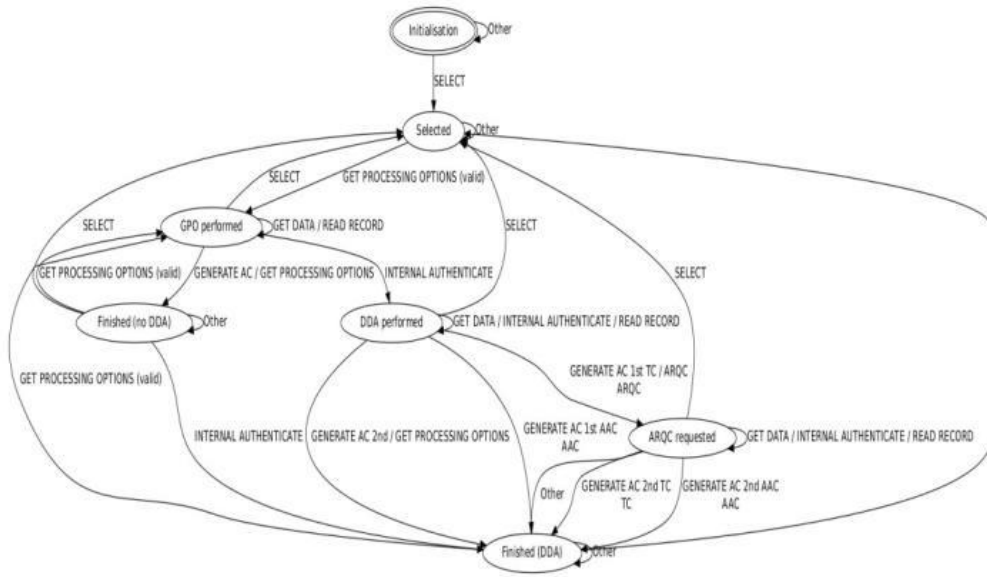 Initialisation
Other
SELECT
Selected
Other
SELECT
GET PROCESSING OPTIONS (valid)
SELECT
GPO performed
GET DATA / READ RECORD
SELECT
GET PROCESSING OPTIONS (valid)
GENERATE AC / GET PROCESSING OPTIONS
INTERNAL AUTHENTICATE
SELECT
Finished (no DDA)
Other
DDA performed
GET DATA / INTERNAL AUTHENTICATE / READ RECORD
GET PROCESSING OPTIONS (valid)
GENERATE AC 1st TC / ARQC
ARQC
INTERNAL AUTHENTICATE
GENERATE AC 2nd / GET PROCESSING OPTIONS
GENERATE AC 1st AAC
AAC
ARQC requested
GET DATA / INTERNAL AUTHENTICATE / READ RECORD
Other
GENERATE AC 2nd TC
TC
GENERATE AC 2nd AAC
AAC
Finished (DDA)
Other